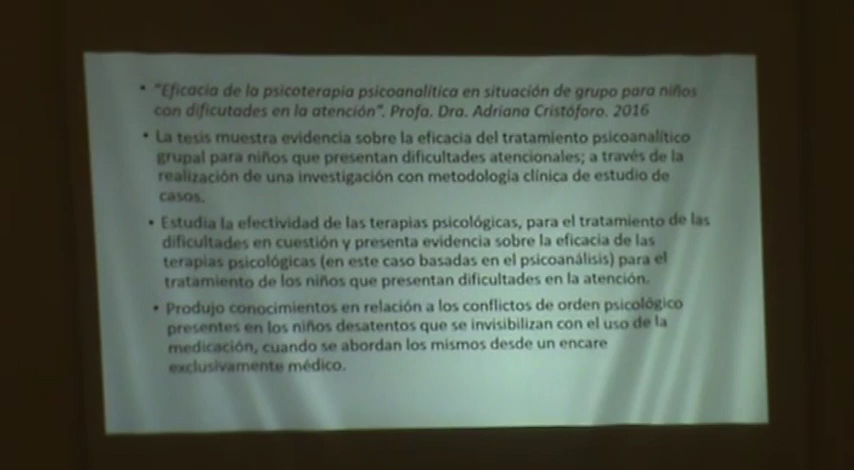 • "Eficacia de la psicoterapia psicoanalítica en situación de grupo para niños
con dificutades en la atención". Profa. Dra. Adriana Cristóforo. 2016
• La tesis muestra evidencia sobre la eficacia del tratamiento psicoanalítico
grupal para niños que presentan dificultades atencionales; a través de la
realización de una investigación con metodología clínica de estudio de
casos.
• Estudia la efectividad de las terapias psicológicas, para el tratamiento de las
dificultades en cuestión y presenta evidencia sobre la eficacia de las
terapias psicológicas (en este caso basadas en el psicoanálisis) para el
tratamiento de los niños que presentan dificultades en la atención.
• Produjo conocimientos en relación a los conflictos de orden psicológico
presentes en los niños desatentos que se invisibilizan con el uso de la
medicación, cuando se abordan los mismos desde un encare
exclusivamente médico.